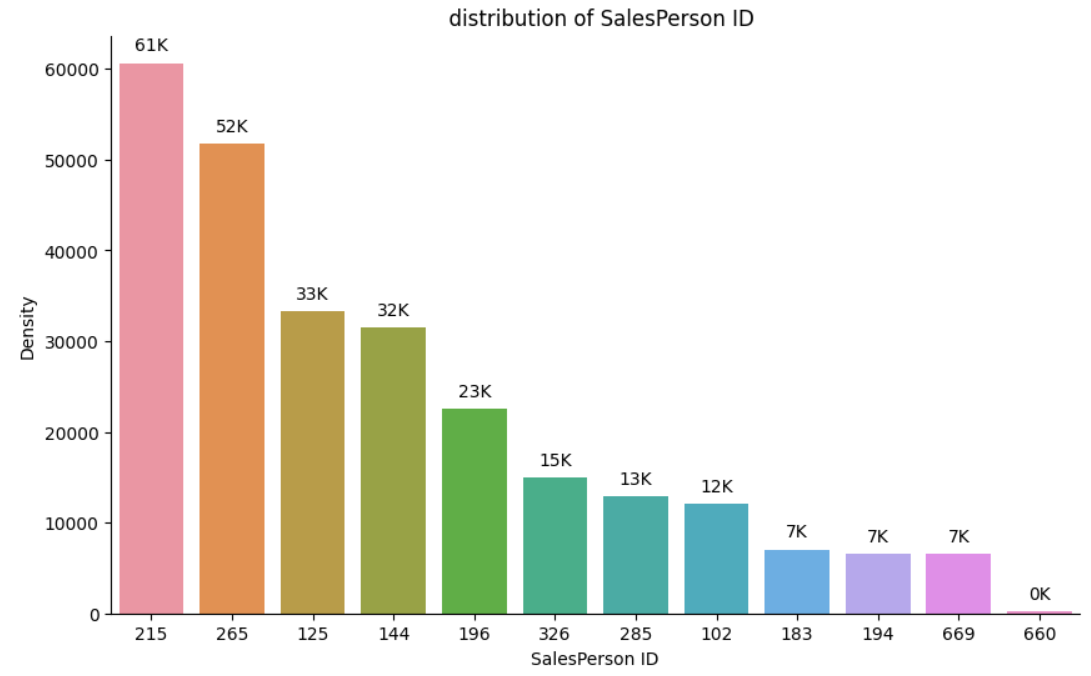 distribution of SalesPerson ID
61K
60000
52K
50000
40000
33K
32K
30000
23K
20000
15K
13K
12K
10000
7K
7K
7K
0K
0
Density
215 265 125 144 196 326 285 102 183 194 669 660
SalesPerson ID